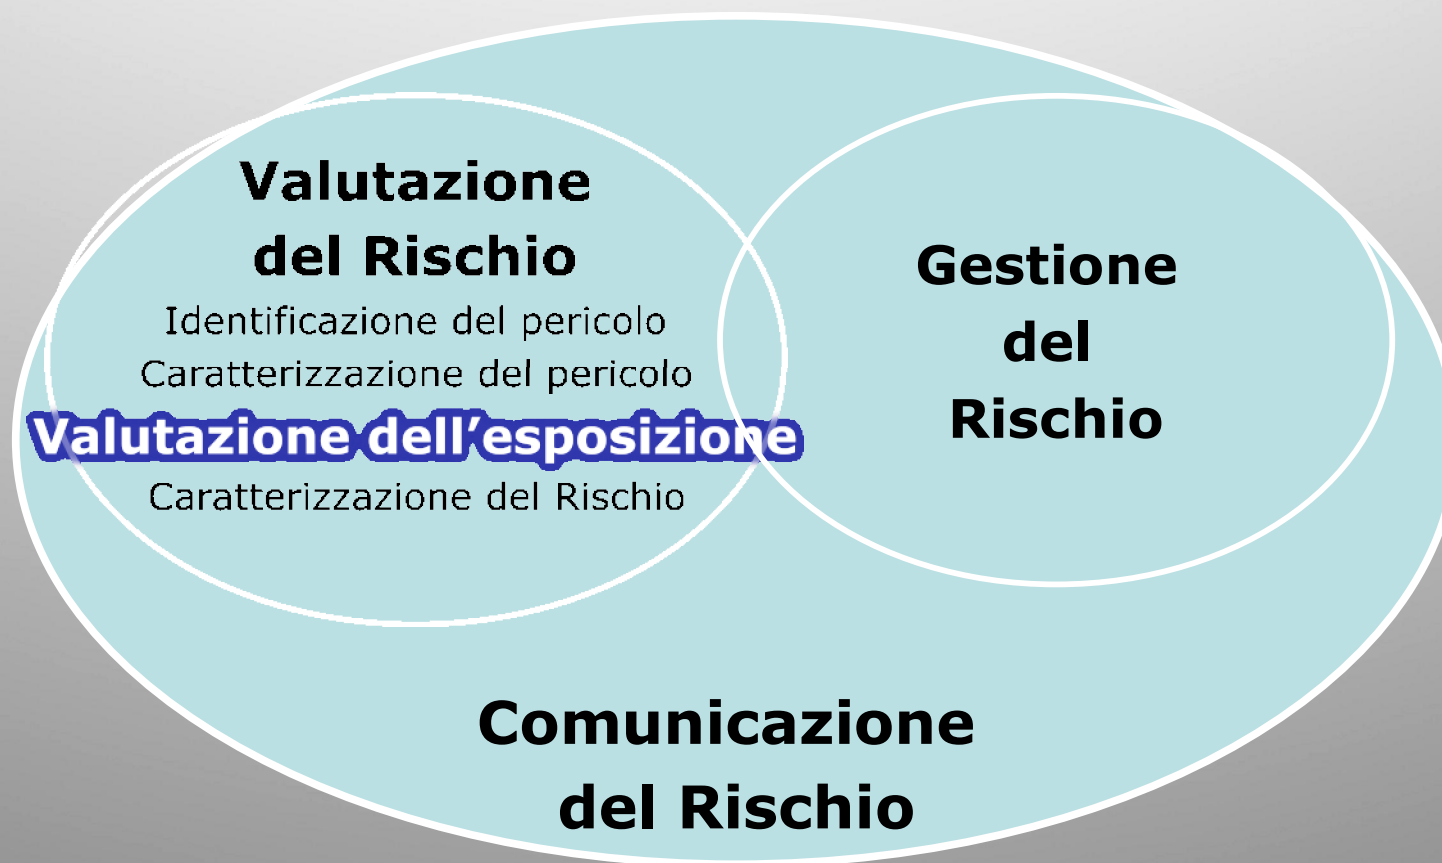 Valutazione
del Rischio
Identificazione del pericolo
Caratterizzazione del pericolo
Valutazione dell’esposizione
Caratterizzazione del Rischio
Gestione
del
Rischio
Comunicazione
del Rischio